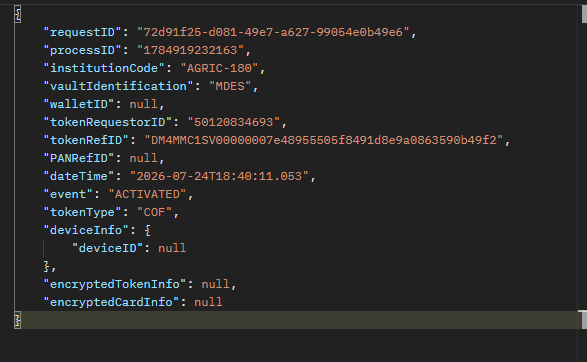 {
"requestID": "72d91f25-d081-49e7-a627-99054e0b49e6",
"processID": "1784919232163",
"institutionCode": "AGRIC-180",
"vaultIdentification": "MDES",
"walletID": null,
"tokenRequestorID": "50120834693",
"tokenRefID": "DM4MMC1SV00000007e48955505f8491d8e9a0863590b49f2",
"PANRefID": null,
"dateTime": "2026-07-24T18:40:11.053",
"event": "ACTIVATED",
"tokenType": "COF",
"deviceInfo": {
"deviceID": null
},
"encryptedTokenInfo": null,
"encryptedCardInfo": null
}